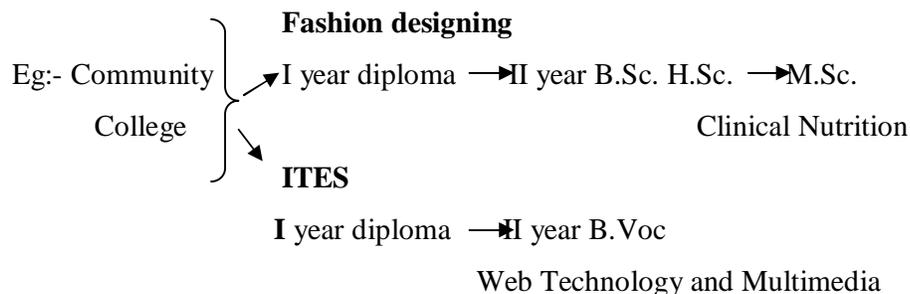 Fashion designing
Eg:- Community I year diploma II year B.Sc. H.Sc. M.Sc.
College Clinical Nutrition
ITES
I year diploma II year B.Voc
Web Technology and Multimedia